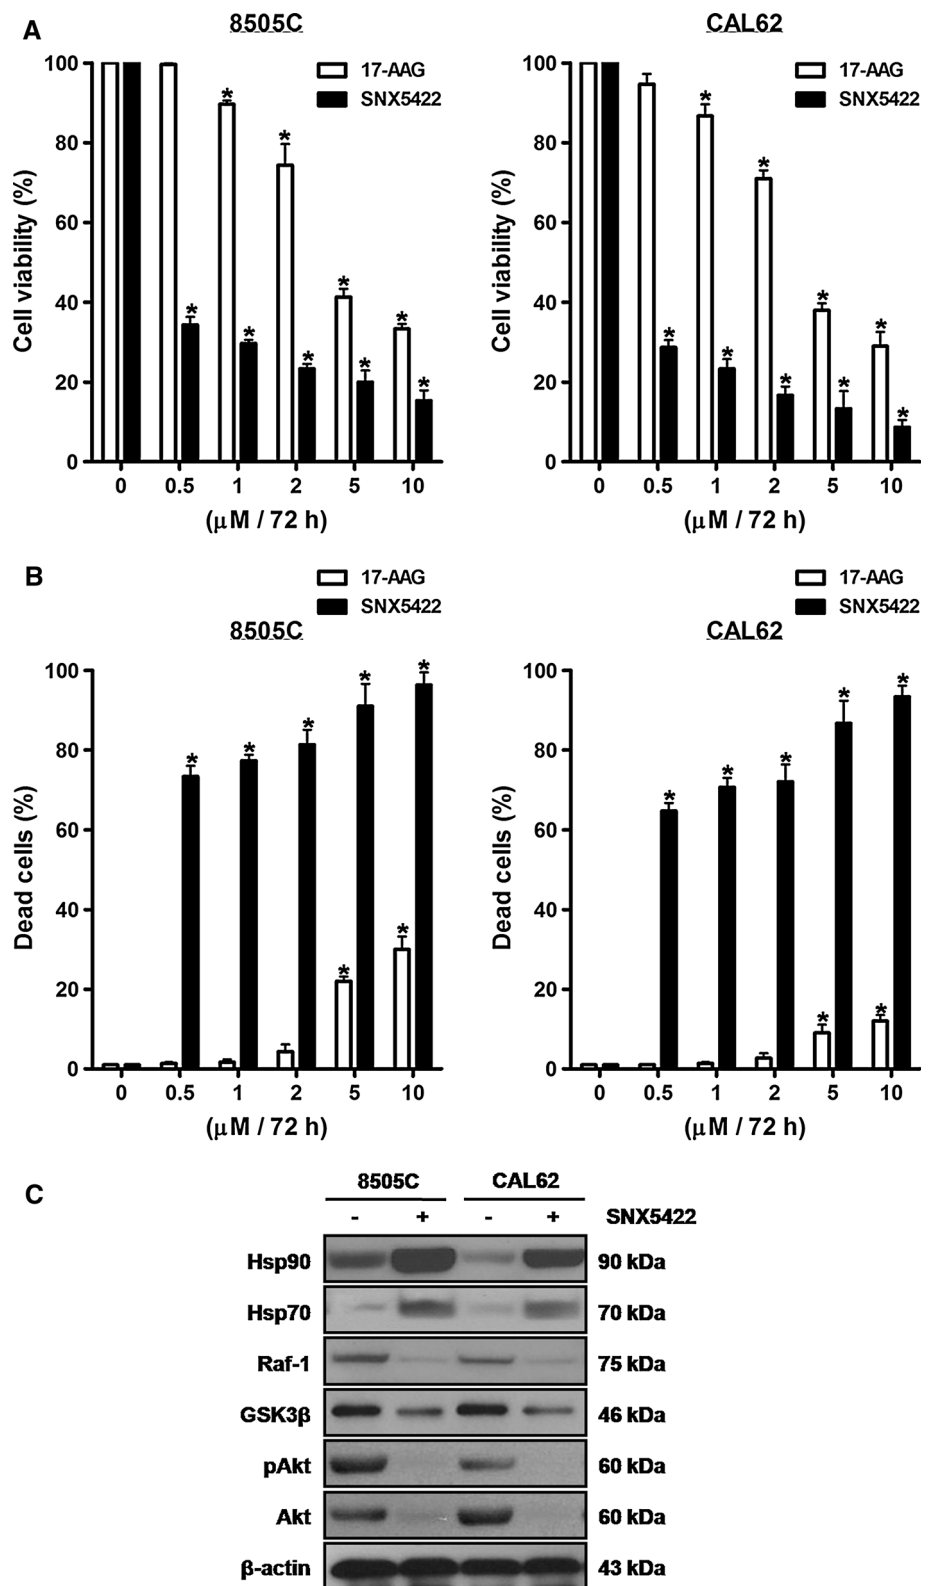 A
8505C
CAL62
17-AAG
SNX5422
17-AAG
SNX5422
Cell viability (%)
100
80
60
40
20
0
* * * * * * * * *
0 0.5 1 2 5 10
(μM / 72 h)
Cell viability (%)
100
80
60
40
20
0
* * * * * * * * *
0 0.5 1 2 5 10
(μM / 72 h)
B
17-AAG
SNX5422
17-AAG
SNX5422
8505C
CAL62
Dead cells (%)
100
80
60
40
20
0
* * * * * * *
0 0.5 1 2 5 10
(μM / 72 h)
Dead cells (%)
100
80
60
40
20
0
* * * * * * *
0 0.5 1 2 5 10
(μM / 72 h)
C
8505C CAL62
- + - + SNX5422
Hsp90 90 kDa
Hsp70 70 kDa
Raf-1 75 kDa
GSK3β 46 kDa
pAkt 60 kDa
Akt 60 kDa
β-actin 43 kDa